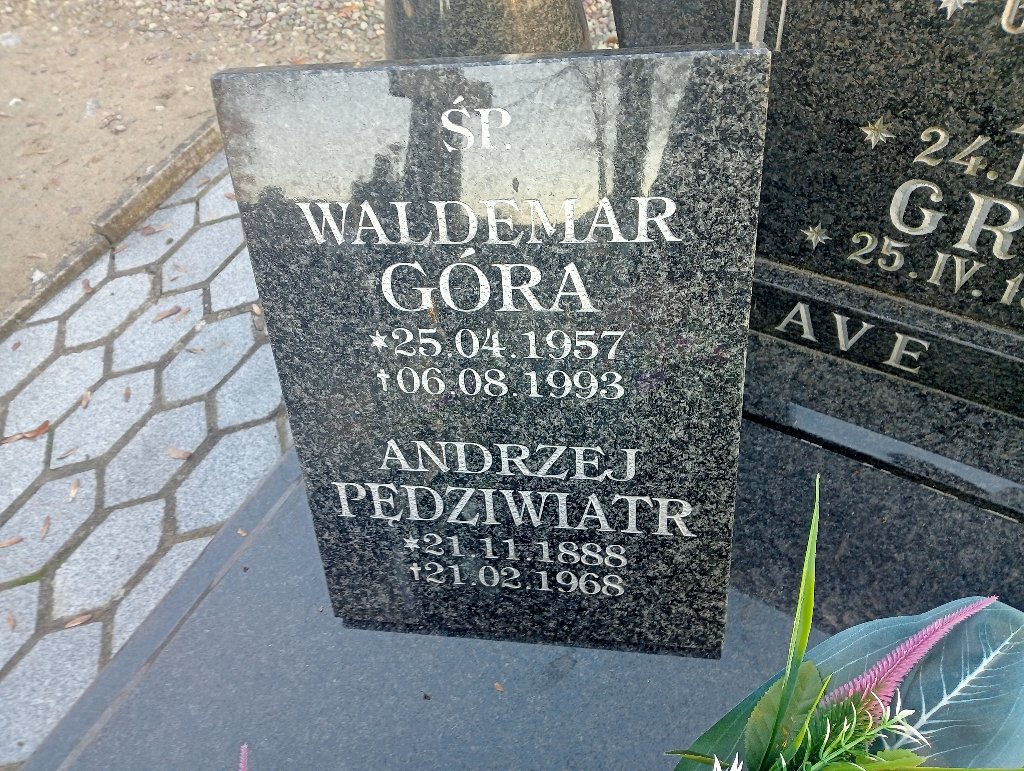 ŚP.
WALDEMAR
GÓRA
*25.04.1957
†06.08.1993
ANDRZEJ
PĘDZIWIATR
*21.11.1888
†21.02.1968
24.
25.IV.
AVE